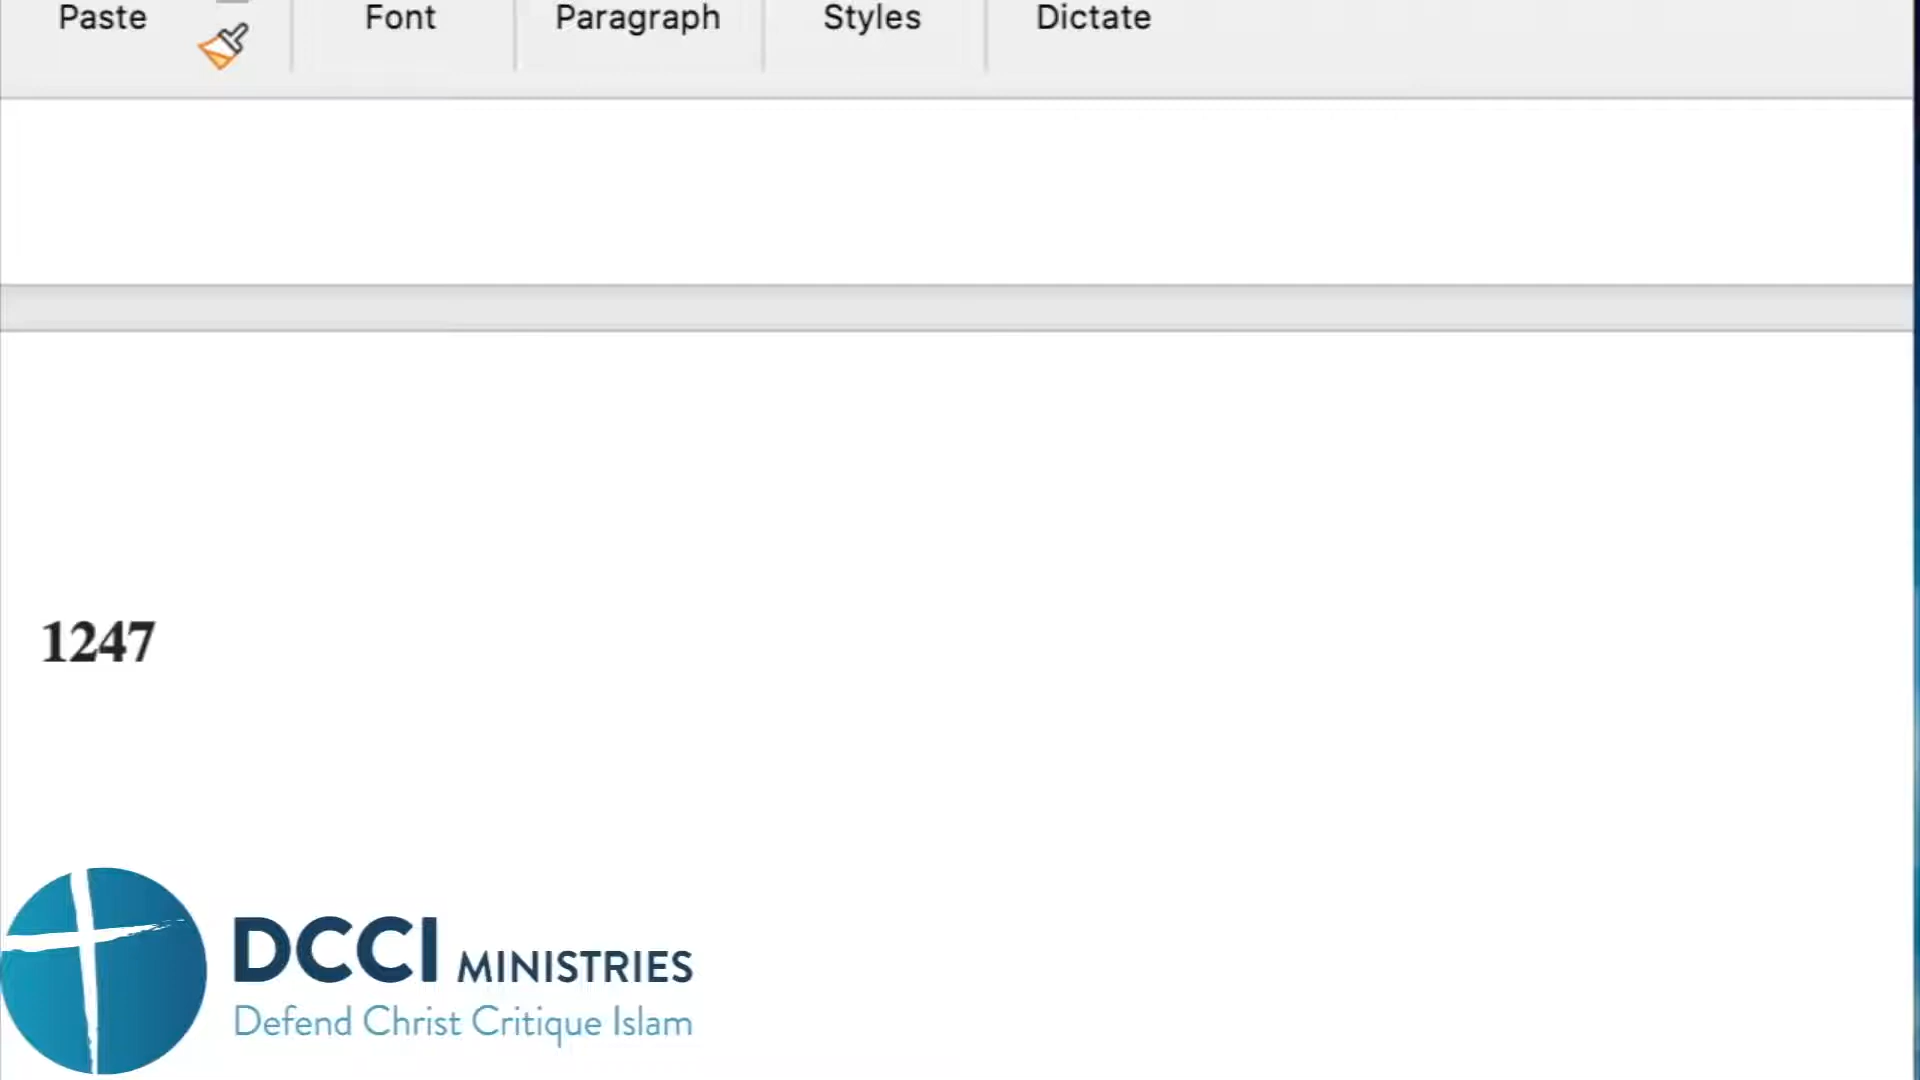 Paste Font Paragraph Styles Dictate
1247
DCCI MINISTRIES
Defend Christ Critique Islam